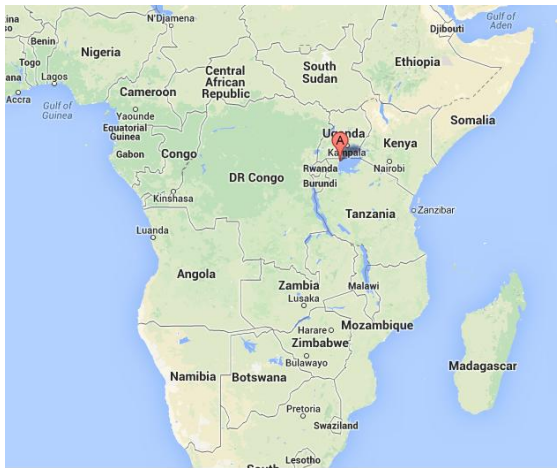 N'Djamena
Gulf of
Aden
Djibouti
Benin
Nigeria
Togo
ana
Lagos
Accra
Central
African
Republic
South
Sudan
Ethiopia
Cameroon
Gulf of
Guinea
Yaounde
Equatorial
Guinea
Somalia
Uganda
A
Kampala
Kenya
Gabon
Congo
Rwanda
Nairobi
DR Congo
Burundi
Kinshasa
Tanzania
Zanzibar
Luanda
Angola
Zambia
Malawi
Lusaka
Harare
Mozambique
Zimbabwe
Bulawayo
Namibia
Botswana
Madagascar
Pretoria
Swaziland
Lesotho